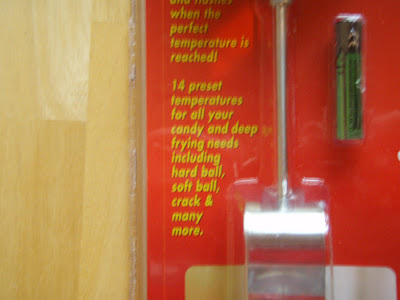 and flashes
when the
perfect
temperature is
reached!
14 preset
temperatures
for all your
candy and deep
frying needs
including
hard ball,
soft ball,
crack &
many
more.